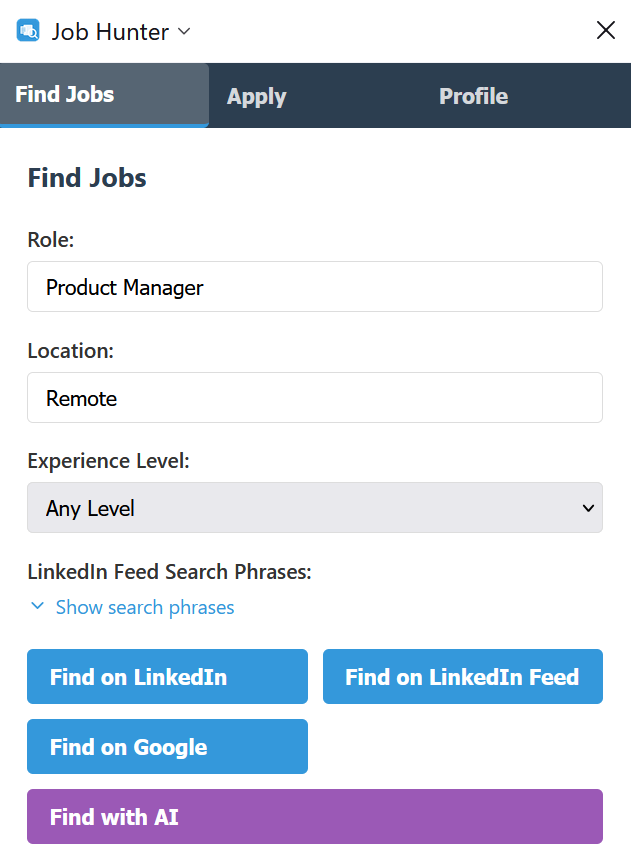 Job Hunter
Find Jobs Apply Profile
Find Jobs
Role:
Product Manager
Location:
Remote
Experience Level:
Any Level
LinkedIn Feed Search Phrases:
Show search phrases
Find on LinkedIn Find on LinkedIn Feed
Find on Google
Find with AI